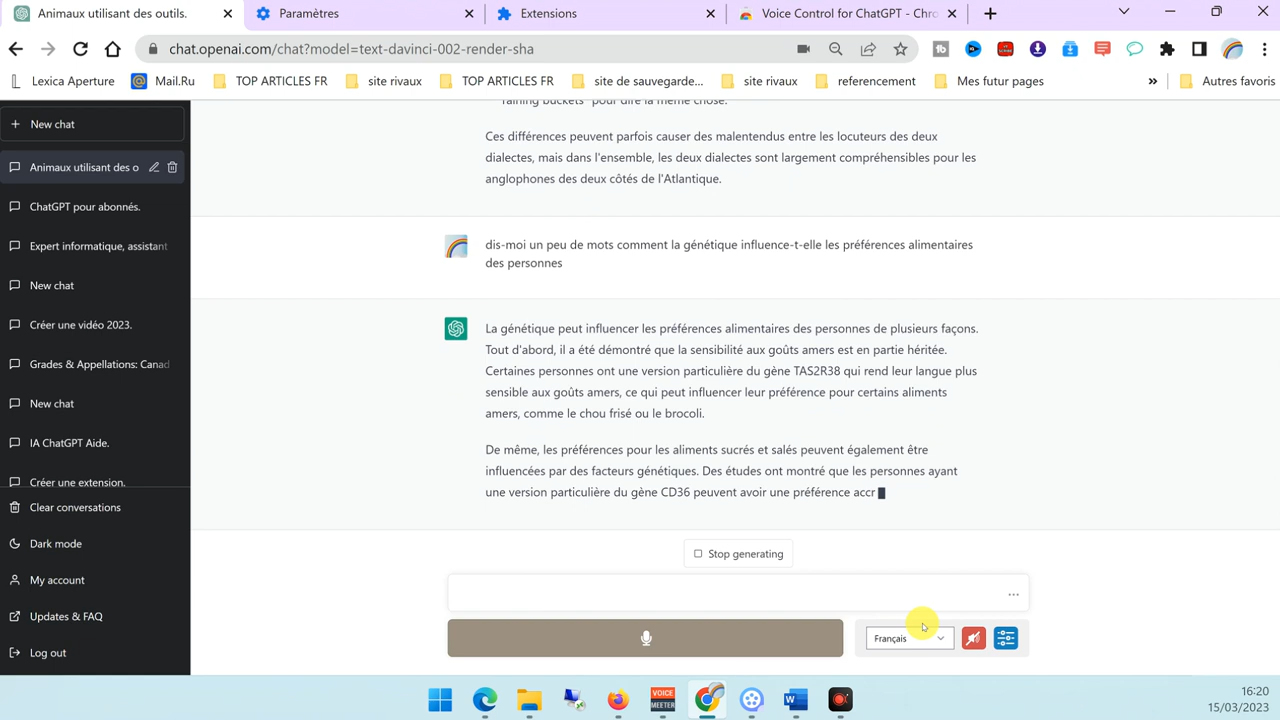 Animaux utilisant des outils.
Paramètres
Extensions
Voice Control for ChatGPT - Chro
chat.openai.com/chat?model=text-davinci-002-render-sha
Lexica Aperture
Mail.Ru
TOP ARTICLES FR
site rivaux
TOP ARTICLES FR
site de sauvegarde...
site rivaux
referencement
Mes futur pages
»
Autres favoris
+ New chat
Animaux utilisant des o
ChatGPT pour abonnés.
Expert informatique, assistant
New chat
Créer une vidéo 2023.
Grades & Appellations: Canad
New chat
IA ChatGPT Aide.
Créer une extension.
Clear conversations
Dark mode
My account
Updates & FAQ
Log out
"Training buckets" pour dire la même chose.
Ces différences peuvent parfois causer des malentendus entre les locuteurs des deux
dialectes, mais dans l'ensemble, les deux dialectes sont largement compréhensibles pour les
anglophones des deux côtés de l'Atlantique.
dis-moi un peu de mots comment la génétique influence-t-elle les préférences alimentaires
des personnes
La génétique peut influencer les préférences alimentaires des personnes de plusieurs façons.
Tout d'abord, il a été démontré que la sensibilité aux goûts amers est en partie héritée.
Certaines personnes ont une version particulière du gène TAS2R38 qui rend leur langue plus
sensible aux goûts amers, ce qui peut influencer leur préférence pour certains aliments
amers, comme le chou frisé ou le brocoli.
De même, les préférences pour les aliments sucrés et salés peuvent également être
influencées par des facteurs génétiques. Des études ont montré que les personnes ayant
une version particulière du gène CD36 peuvent avoir une préférence accr
Stop generating
...
Français
VOICE
MEETER
16:20
15/03/2023